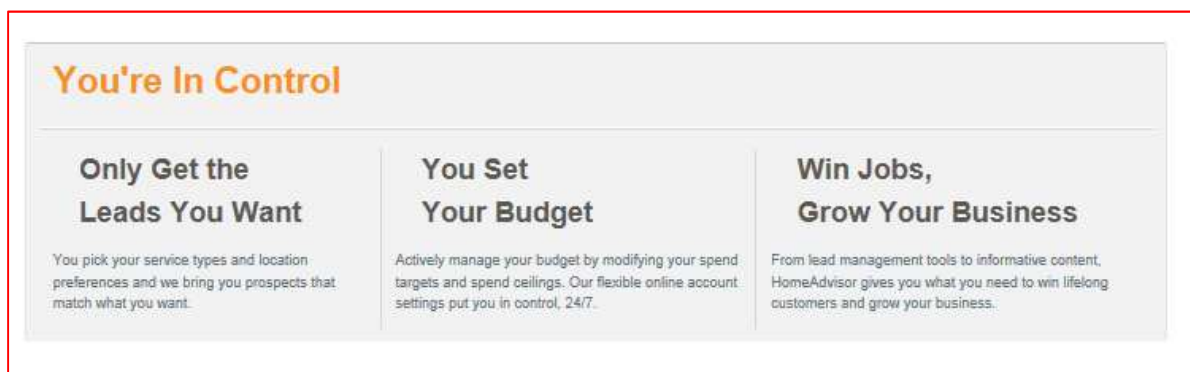 You're In Control
Only Get the
Leads You Want
You pick your service types and location
preferences and we bring you prospects that
match what you want.
You Set
Your Budget
Actively manage your budget by modifying your spend
targets and spend ceilings. Our flexible online account
settings put you in control, 24/7.
Win Jobs,
Grow Your Business
From lead management tools to informative content,
HomeAdvisor gives you what you need to win lifelong
customers and grow your business.